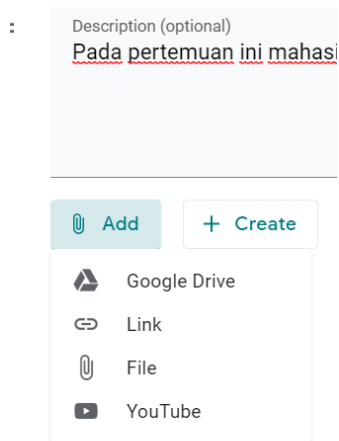 :
Description (optional)
Pada pertemuan ini mahasi
Add
+ Create
Google Drive
Link
File
YouTube